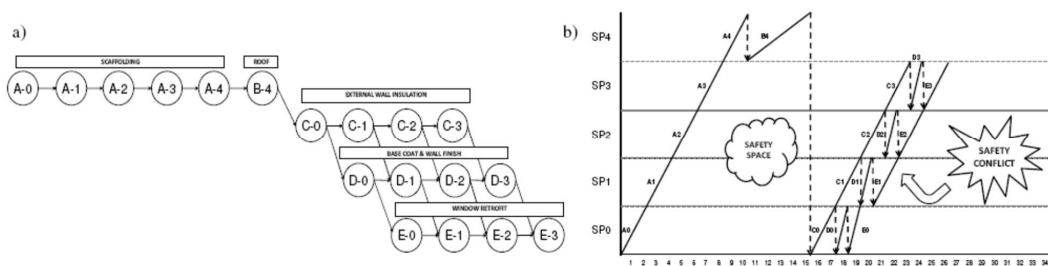 a)
SCAFFOLDING
ROOF
A-0 A-1 A-2 A-3 A-4 B-4
EXTERNAL WALL INSULATION
C-0 C-1 C-2 C-3
BASE COAT & WALL FINISH
D-0 D-1 D-2 D-3
WINDOW RETROFIT
E-0 E-1 E-2 E-3
b)
SP4
A4 B4
D3
SP3
A3 C3 E3
SP2
A2 C2 D2 E2
SAFETY
SPACE
SAFETY
CONFLICT
SP1
A1 C1 D1 E1
SP0
A0 C0 D0 E0
1 2 3 4 5 6 7 8 9 10 11 12 13 14 15 16 17 18 19 20 21 22 23 24 25 26 27 28 29 30 31 32 33 34